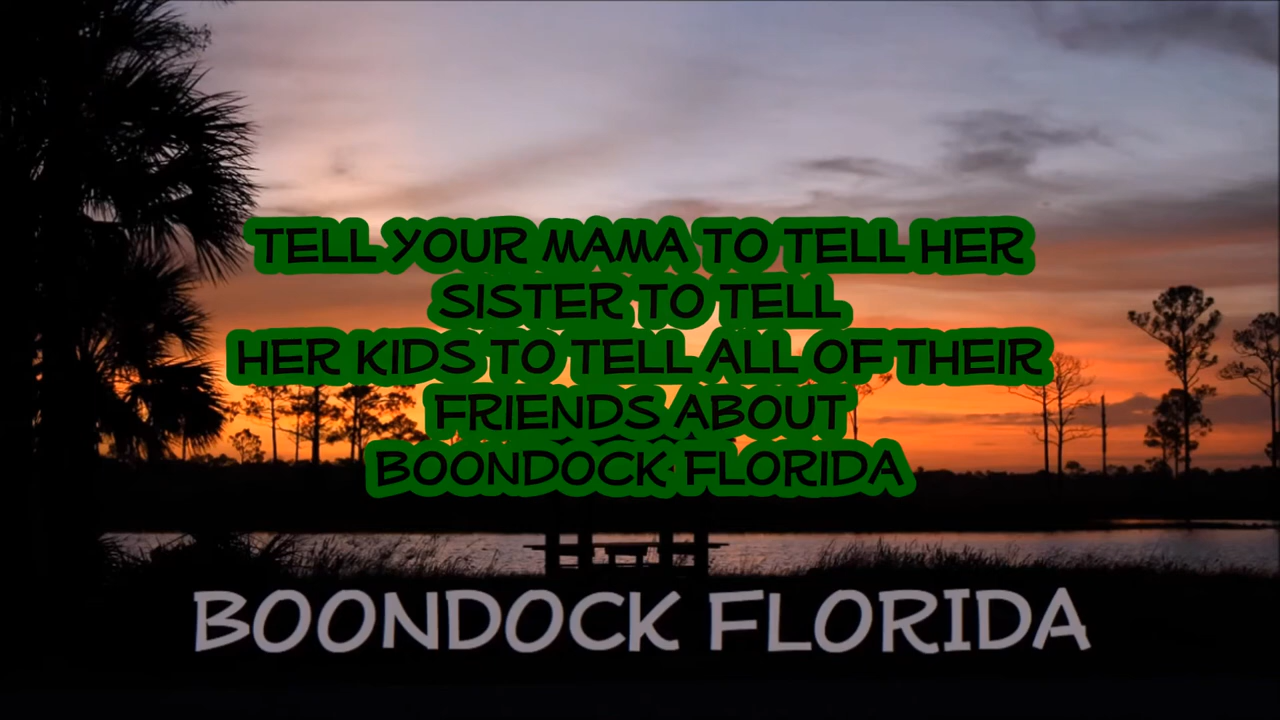 TELL YOUR MAMA TO TELL HER
SISTER TO TELL
HER KIDS TO TELL ALL OF THEIR
FRIENDS ABOUT
BOONDOCK FLORIDA
BOONDOCK FLORIDA